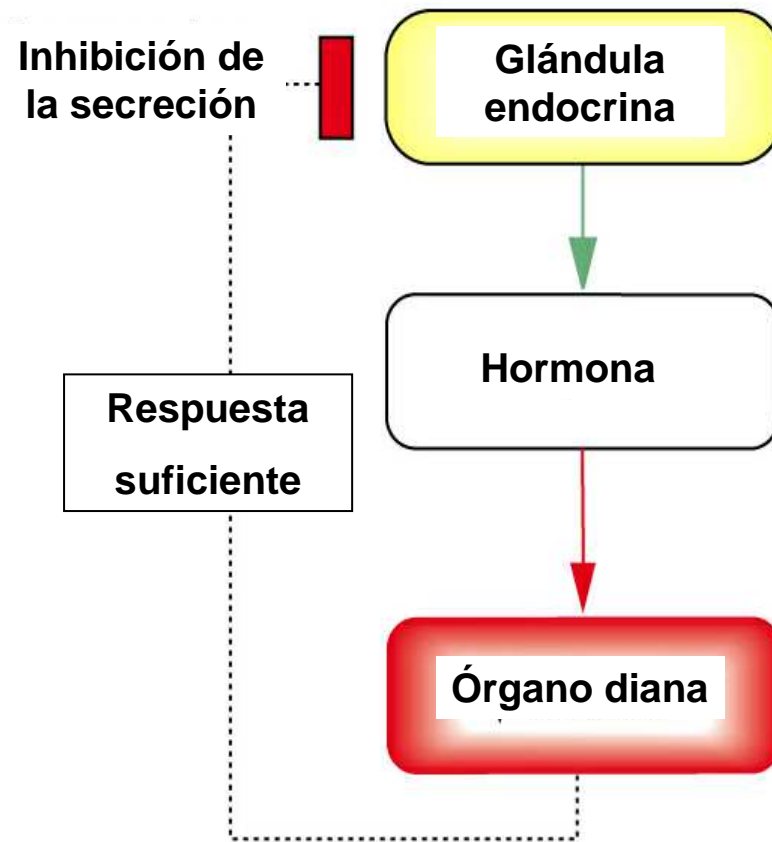 Inhibición de
la secreción
Glándula
endocrina
Hormona
Respuesta
suficiente
Órgano diana